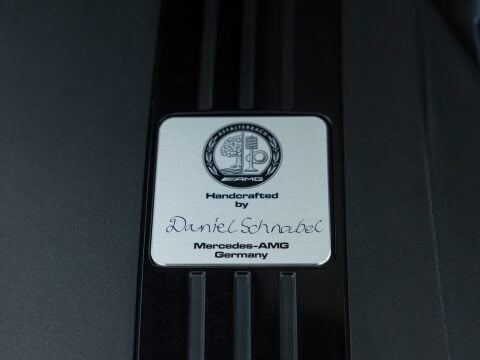 AFFALTERBACH
AMG
Handcrafted
by
Daniel Schnabel
Mercedes-AMG
Germany